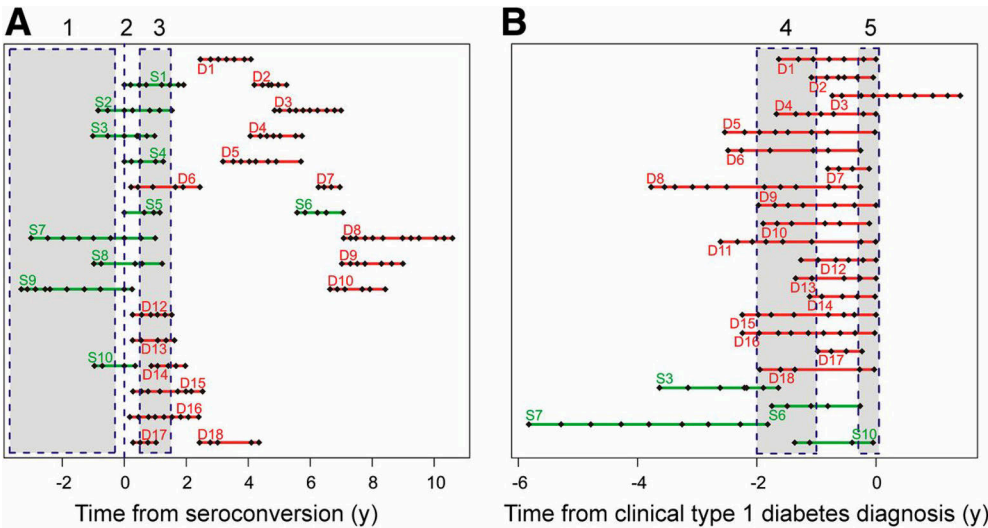 A
1 2 3
D1
S1 D2
S2 D3
S3 D4
S4 D5
D6 D7
S5 S6
S7 D8
S8 D9
S9 D10
D12
D13
S10 D14
D15
D16
D17 D18
-2 0 2 4 6 8 10
Time from seroconversion (y)
B
4 5
D1
D2
D3
D4
D5
D6
D7
D8
D9
D10
D11
D12
D13
D14
D15
D16
D17
D18
S3
S6
S7
S10
-6 -4 -2 0
Time from clinical type 1 diabetes diagnosis (y)